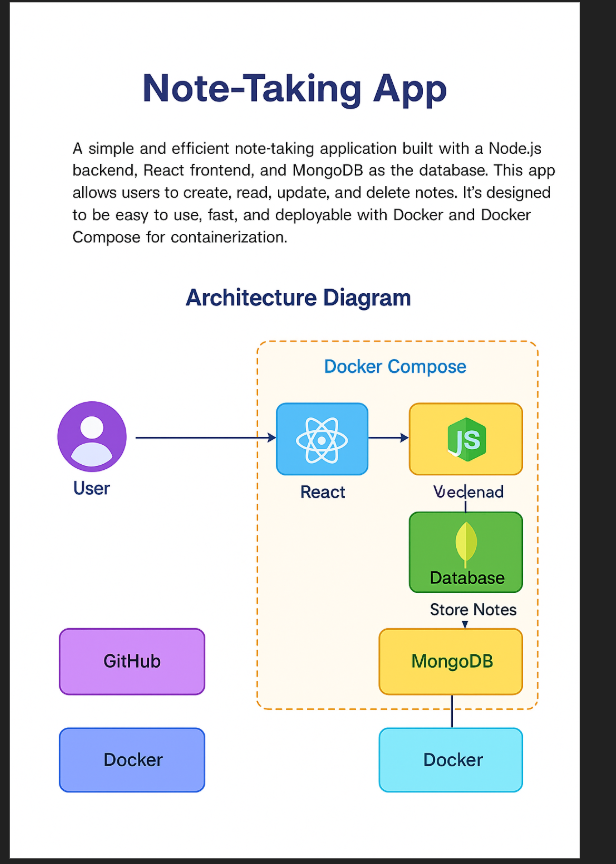 Note-Taking App
A simple and efficient note-taking application built with a Node.js
backend, React frontend, and MongoDB as the database. This app
allows users to create, read, update, and delete notes. It's designed
to be easy to use, fast, and deployable with Docker and Docker
Compose for containerization.
Architecture Diagram
Docker Compose
JS
User
React
Database
Store Notes
GitHub
MongoDB
Docker
Docker